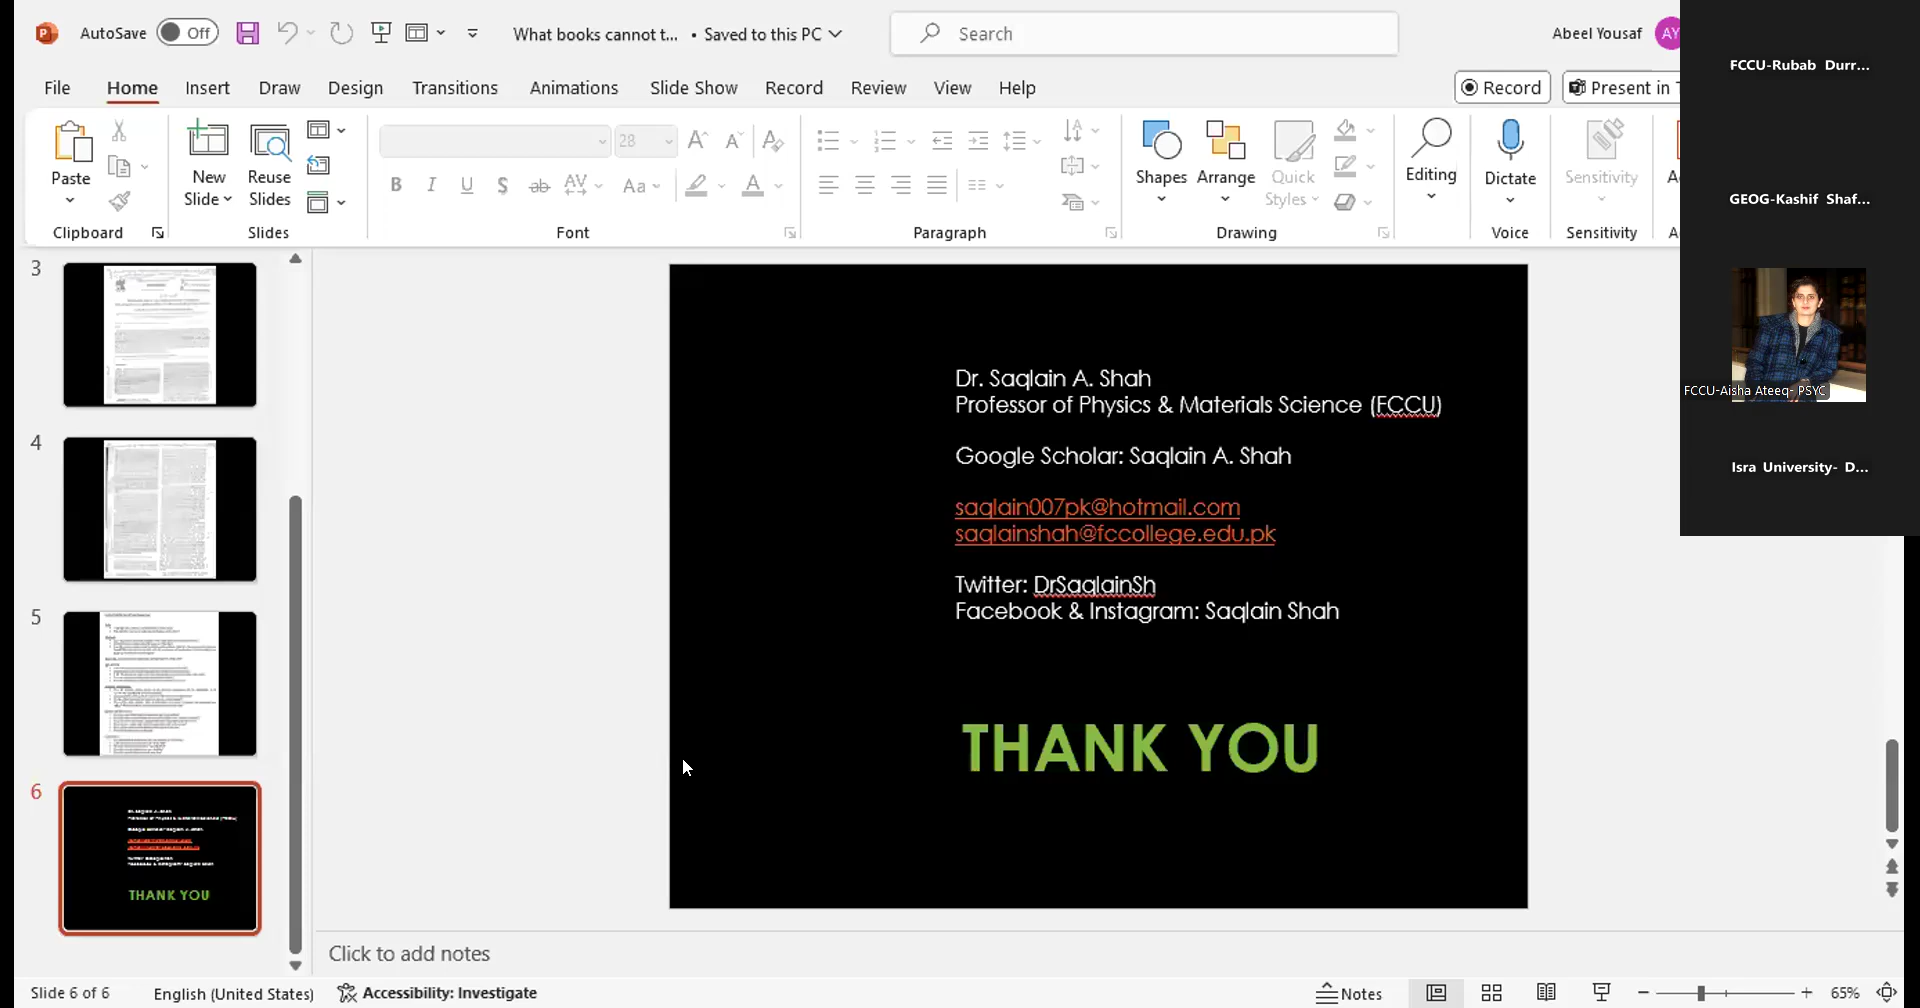 AutoSave Off What books cannot t... • Saved to this PC Search Abeel Yousaf AY
File Home Insert Draw Design Transitions Animations Slide Show Record Review View Help Record Present in T
Paste New Slide Reuse Slides 28 Shapes Arrange Quick Styles Editing Dictate Sensitivity
Clipboard Slides Font Paragraph Drawing Voice Sensitivity
FCCU-Rubab Durr...
GEOG-Kashif Shaf...
FCCU-Aisha Ateeq- PSYC
Isra University- D...
3
4
5
6
THANK YOU
Dr. Saqlain A. Shah
Professor of Physics & Materials Science (FCCU)
Google Scholar: Saqlain A. Shah
saqlain007pk@hotmail.com
saqlainshah@fccollege.edu.pk
Twitter: DrSaqlainSh
Facebook & Instagram: Saqlain Shah
THANK YOU
Click to add notes
Slide 6 of 6 English (United States) Accessibility: Investigate Notes 65%